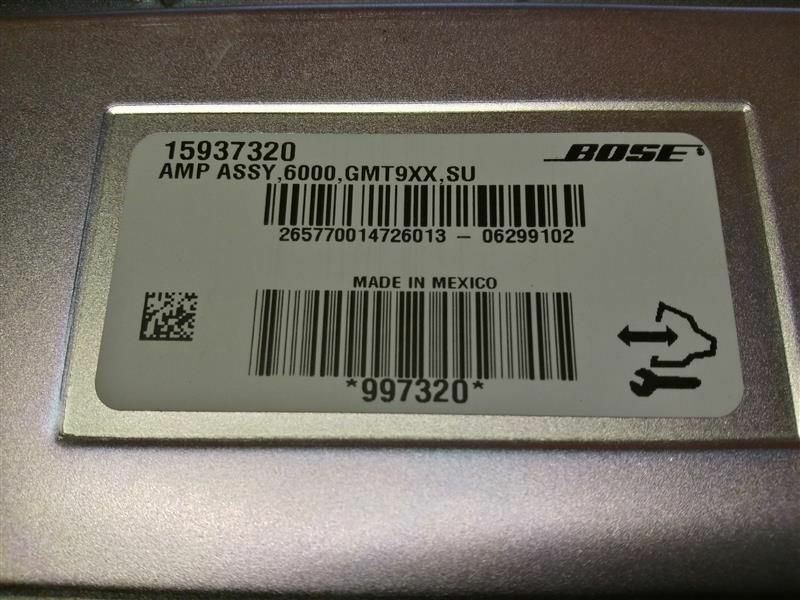 15937320
BOSE®
AMP ASSY,6000,GMT9XX,SU
265770014726013 - 06299102
MADE IN MEXICO
*997320*